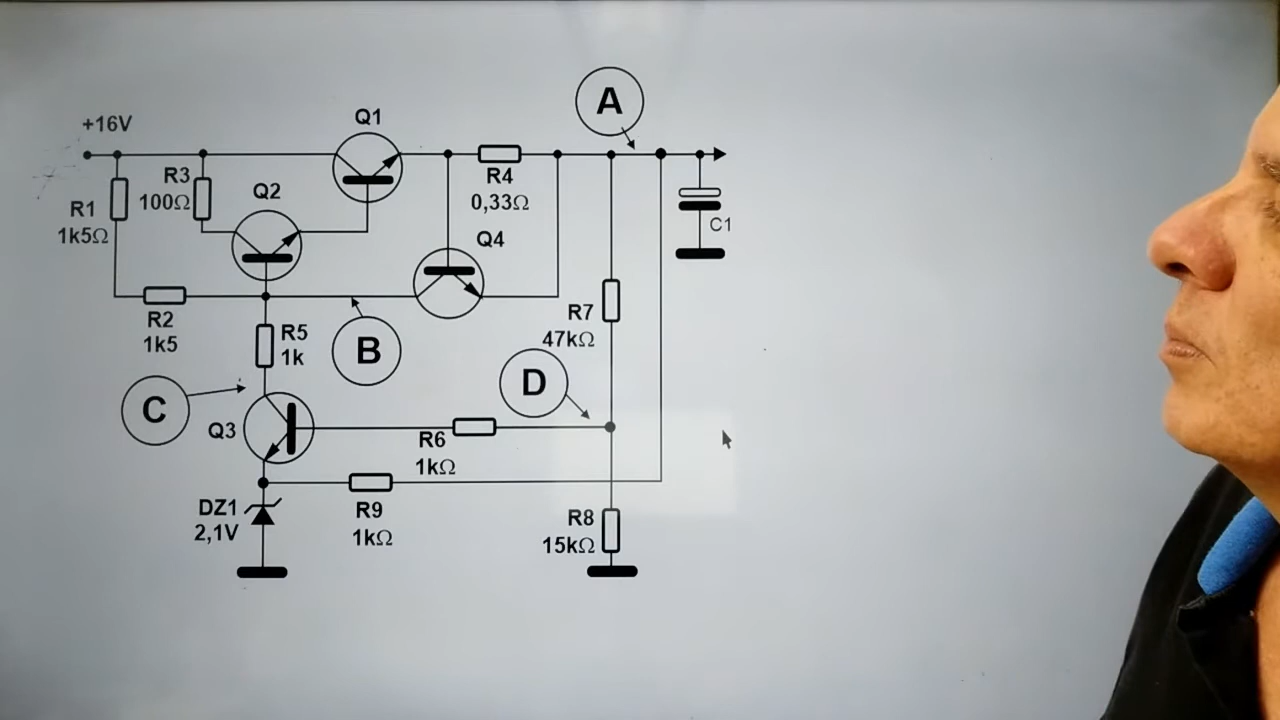 A
Q1
+16V
R3
100Ω
Q2
R4
0,33Ω
R1
1k5Ω
Q4
C1
R2
1k5
R5
1k
B
R7
47kΩ
D
C
Q3
R6
1kΩ
DZ1
2,1V
R9
1kΩ
R8
15kΩ